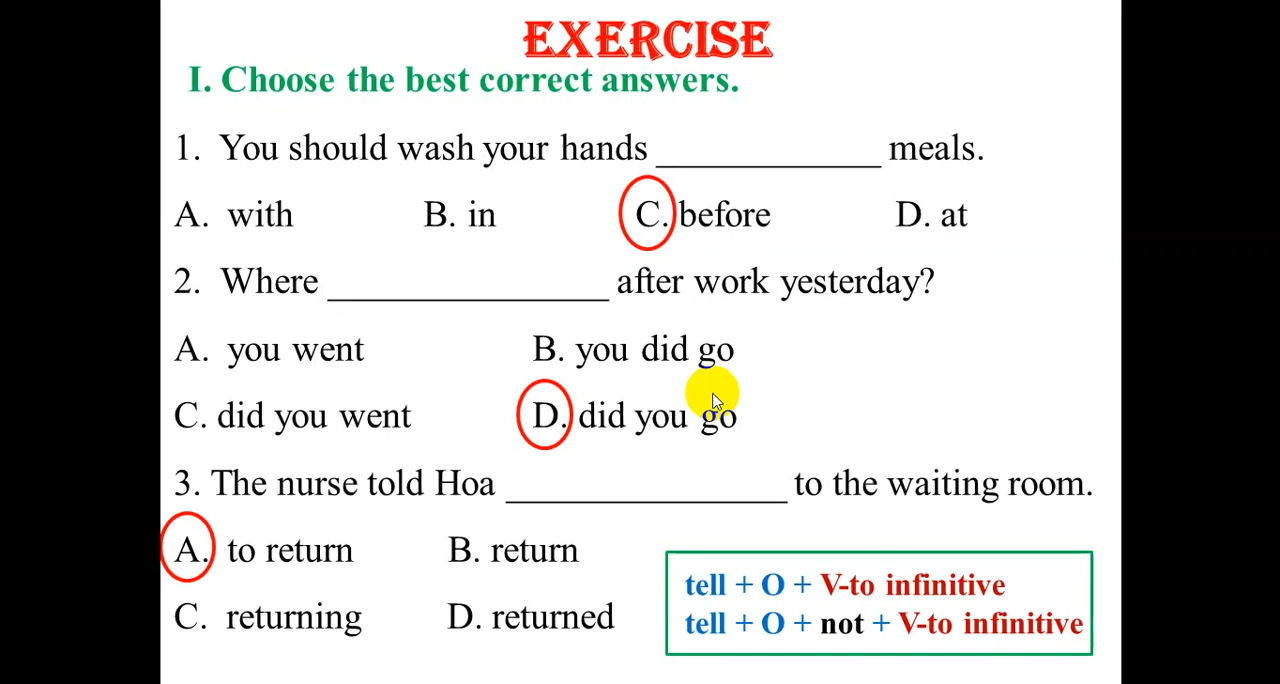 EXERCISE
I. Choose the best correct answers.
1. You should wash your hands ____________ meals.
A. with B. in C. before D. at
2. Where _______________ after work yesterday?
A. you went B. you did go
C. did you went D. did you go
3. The nurse told Hoa _______________ to the waiting room.
A. to return B. return
C. returning D. returned
tell + O + V-to infinitive
tell + O + not + V-to infinitive